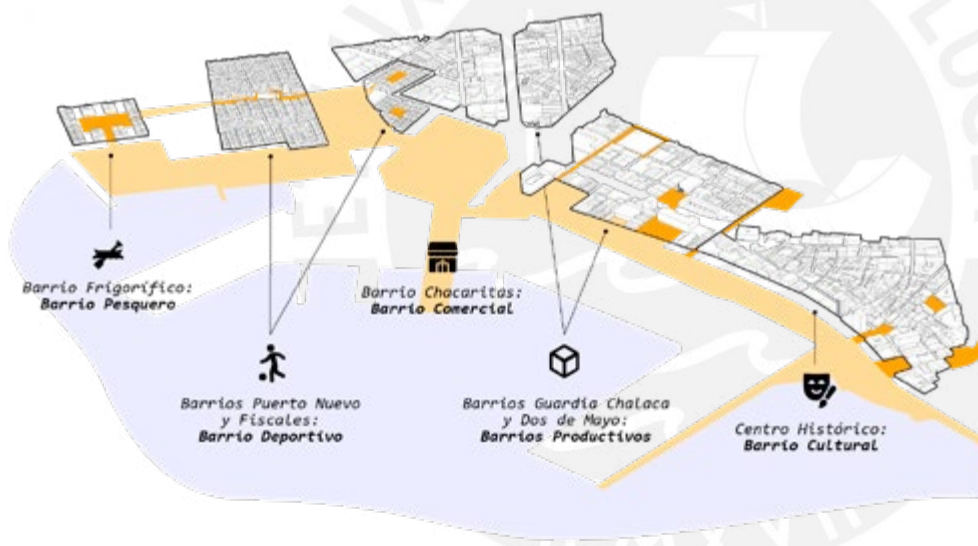 Barrio Frigorífico:
Barrio Pesquero
Barrio Chacaritas:
Barrio Comercial
Barrios Puerto Nuevo
y Fiscales:
Barrio Deportivo
Barrios Guardia Chalaca
y Dos de Mayo:
Barrios Productivos
Centro Histórico:
Barrio Cultural